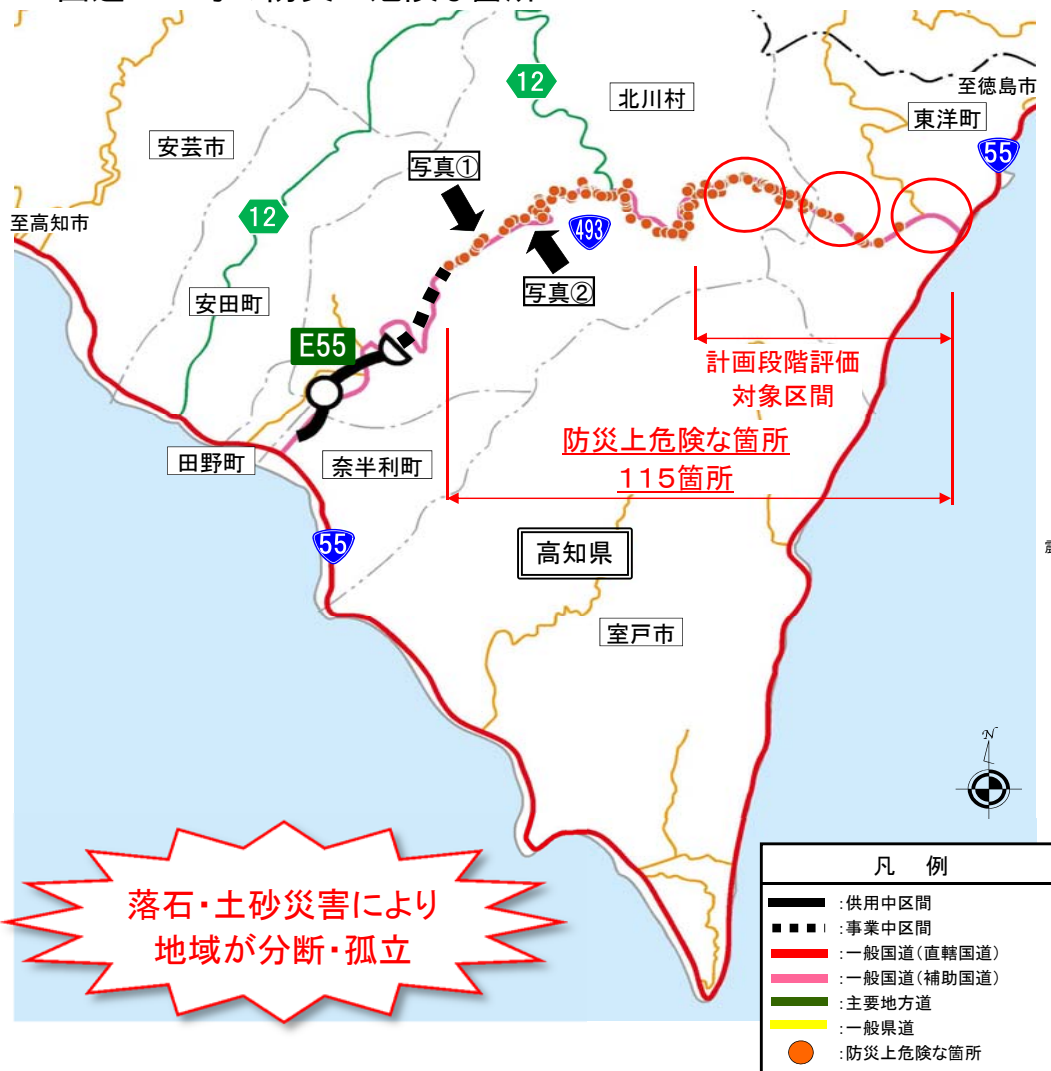 12
北川村
至徳島市
東洋町
安芸市
55
写真①
12
至高知市
493
写真②
安田町
E55
計画段階評価
対象区間
防災上危険な箇所
115箇所
田野町
奈半利町
55
高知県
室戸市
N
落石・土砂災害により
地域が分断・孤立
凡 例
:供用中区間
:事業中区間
:一般国道(直轄国道)
:一般国道(補助国道)
:主要地方道
:一般県道
:防災上危険な箇所